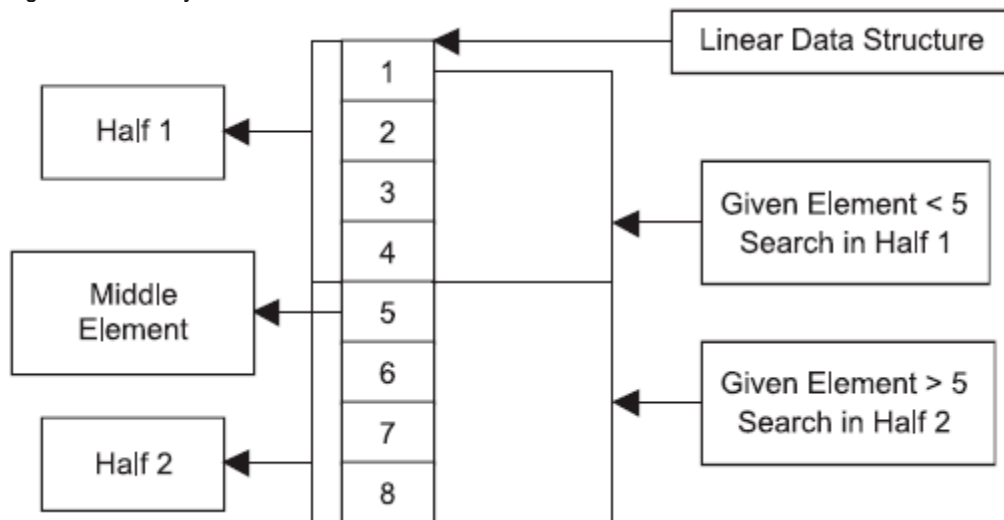 Linear Data Structure
1
Half 1
2
3
Given Element < 5
Search in Half 1
4
Middle
Element
5
6
Given Element > 5
Search in Half 2
7
Half 2
8